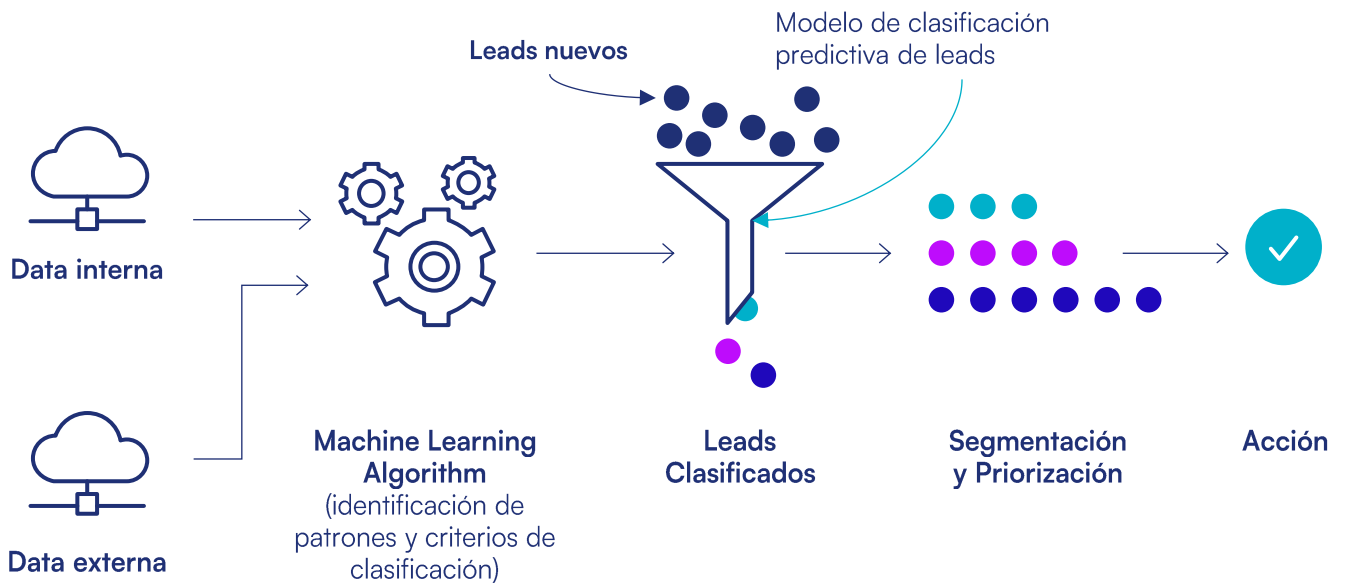 Leads nuevos
Modelo de clasificación
predictiva de leads
Data interna
Data externa
Machine Learning
Algorithm
(identificación de
patrones y criterios de
clasificación)
Leads
Clasificados
Segmentación
y Priorización
Acción